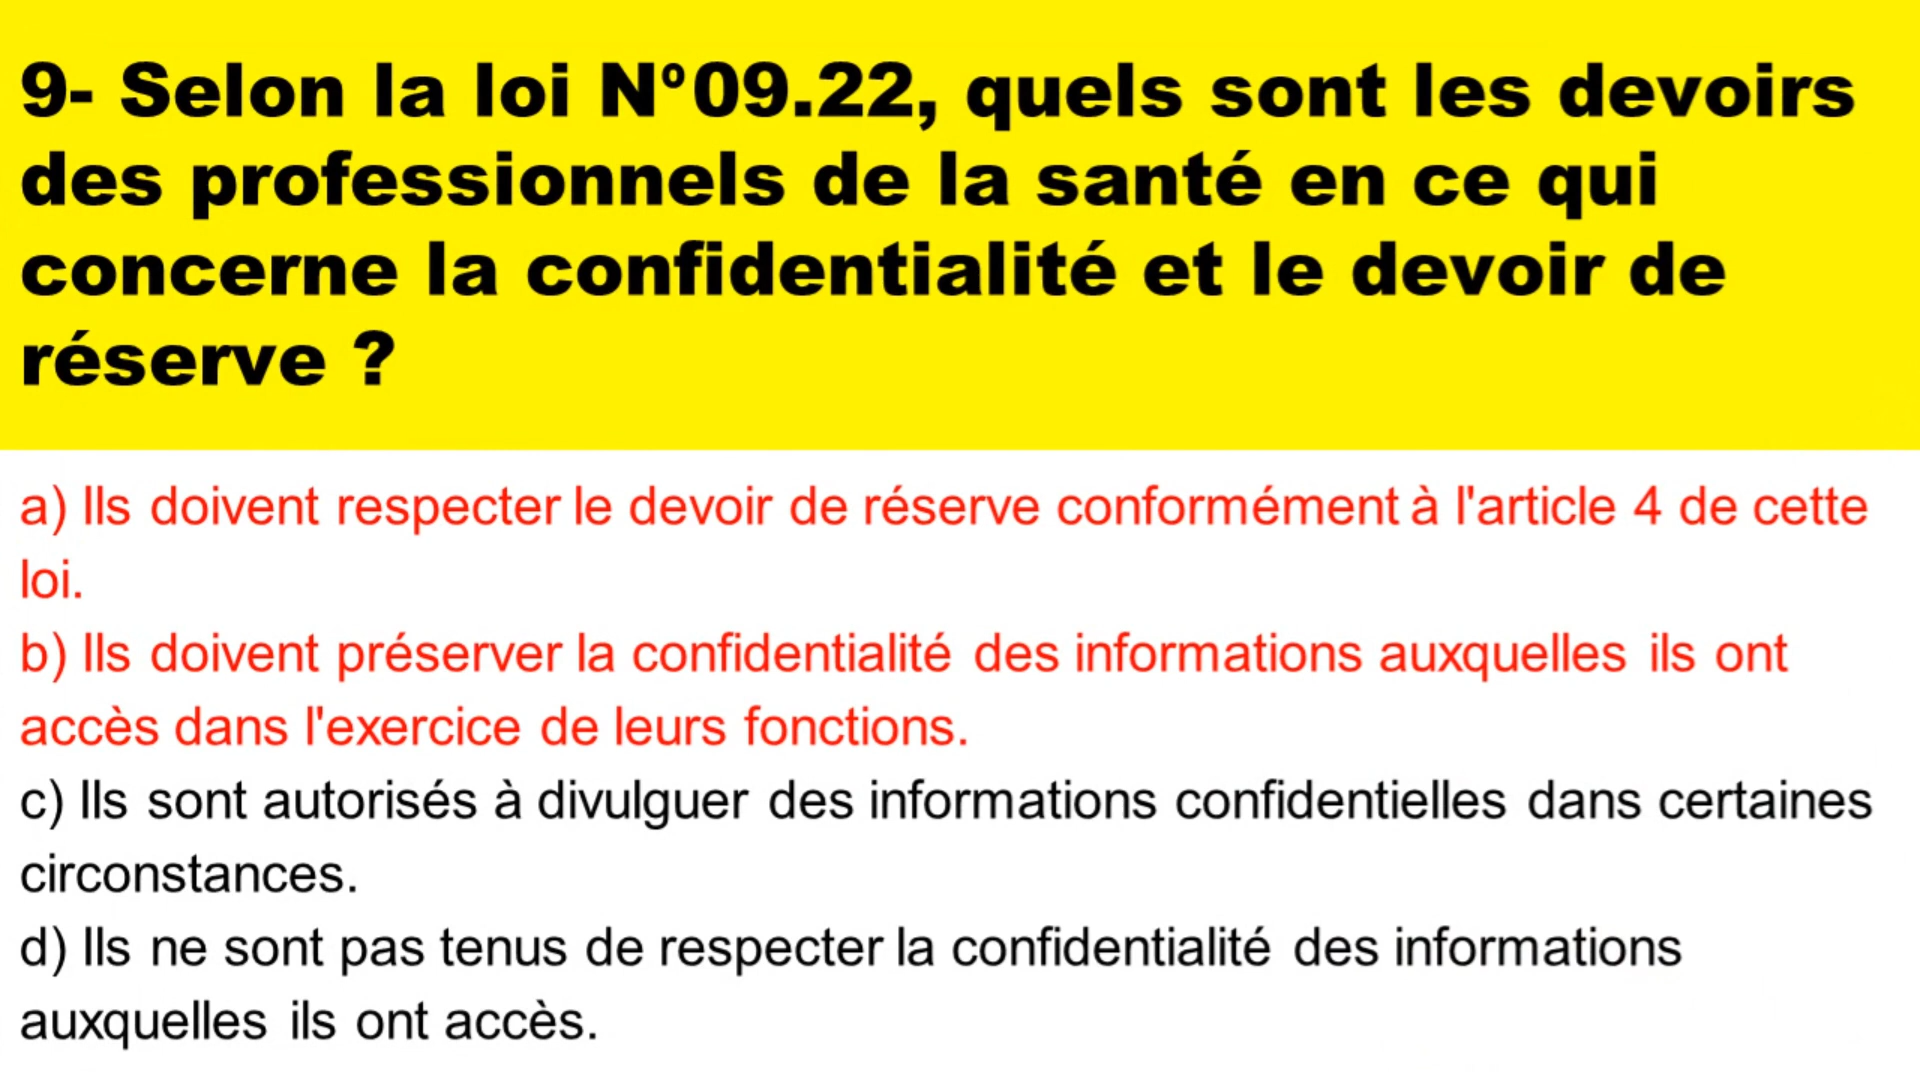 9- Selon la loi Nº09.22, quels sont les devoirs
des professionnels de la santé en ce qui
concerne la confidentialité et le devoir de
réserve ?
a) Ils doivent respecter le devoir de réserve conformément à l'article 4 de cette
loi.
b) Ils doivent préserver la confidentialité des informations auxquelles ils ont
accès dans l'exercice de leurs fonctions.
c) Ils sont autorisés à divulguer des informations confidentielles dans certaines
circonstances.
d) Ils ne sont pas tenus de respecter la confidentialité des informations
auxquelles ils ont accès.